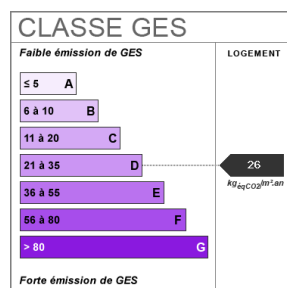 CLASSE GES
Faible émission de GES
LOGEMENT
≤ 5 A
6 à 10 B
11 à 20 C
21 à 35 D
26
kgéqCO2/m².an
36 à 55 E
56 à 80 F
> 80 G
Forte émission de GES